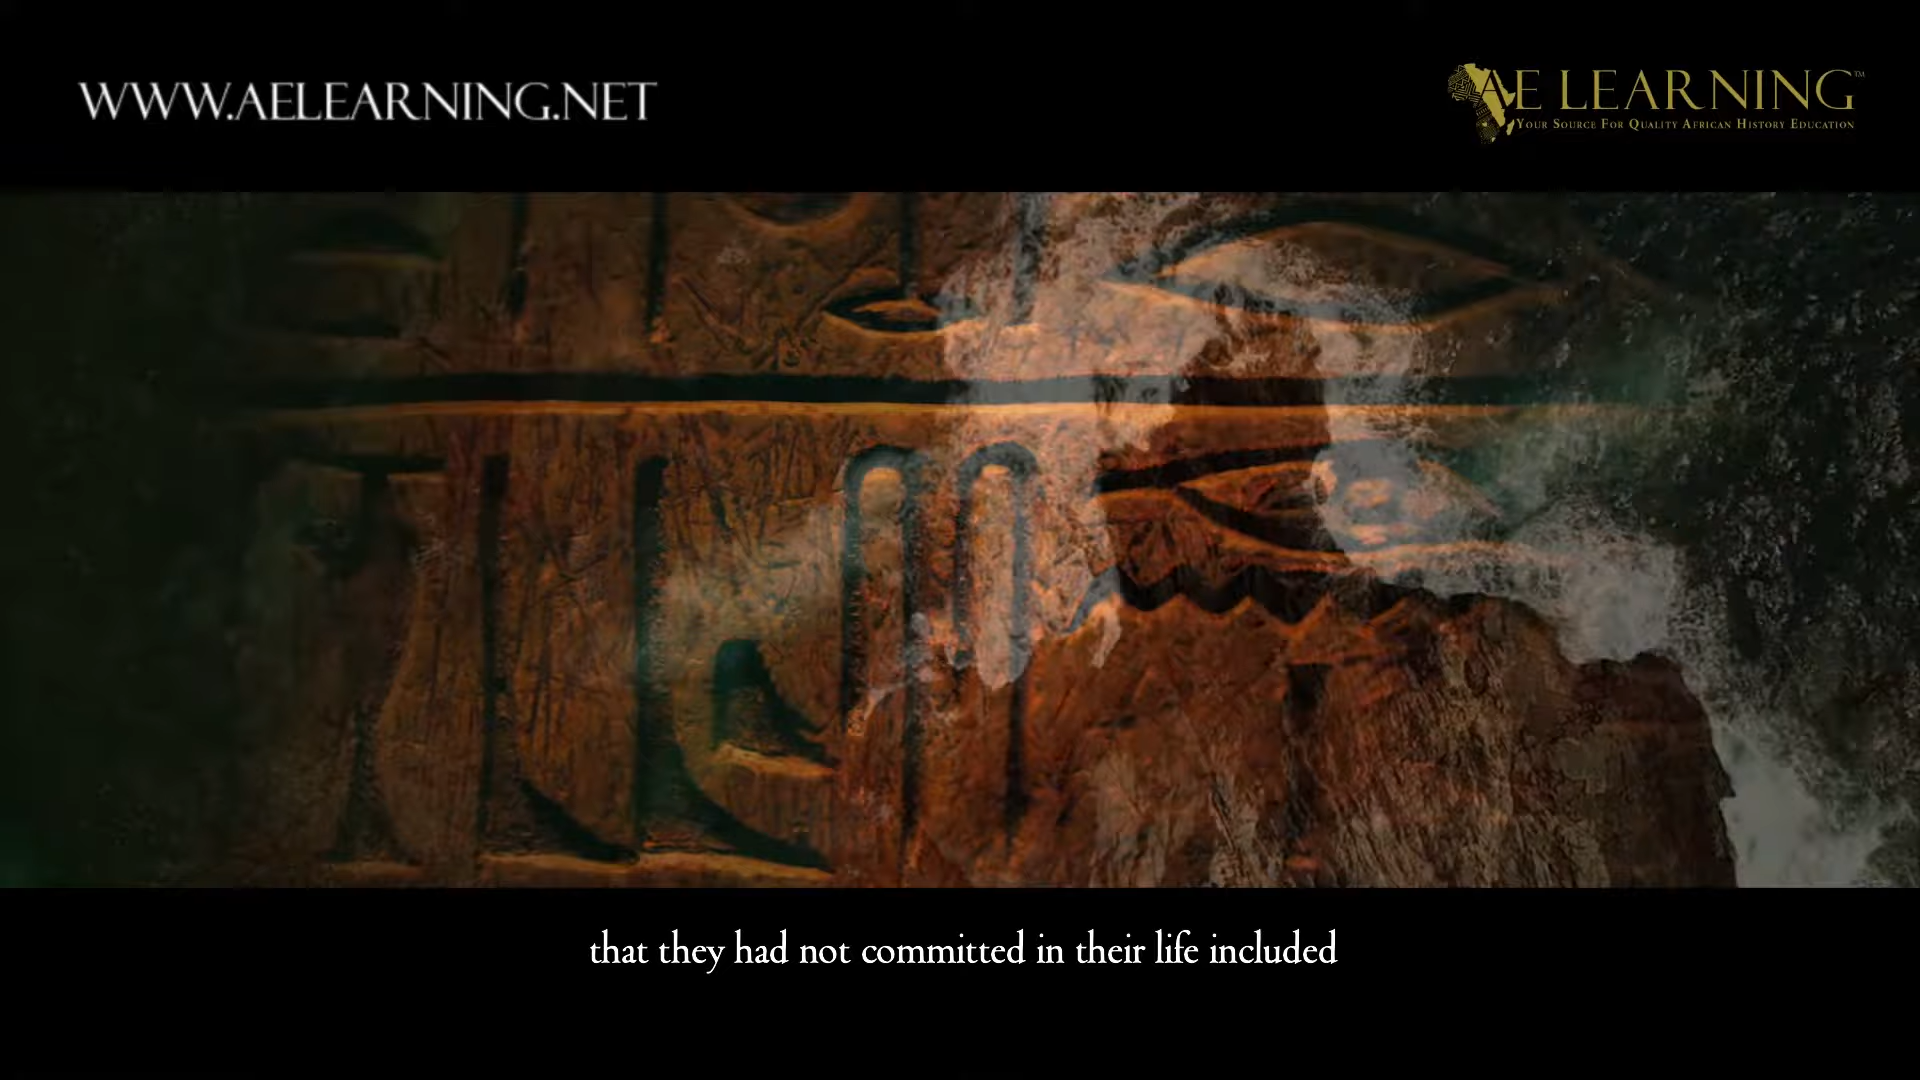 WWW.AELEARNING.NET
AE LEARNING™
YOUR SOURCE FOR QUALITY AFRICAN HISTORY EDUCATION
that they had not committed in their life included